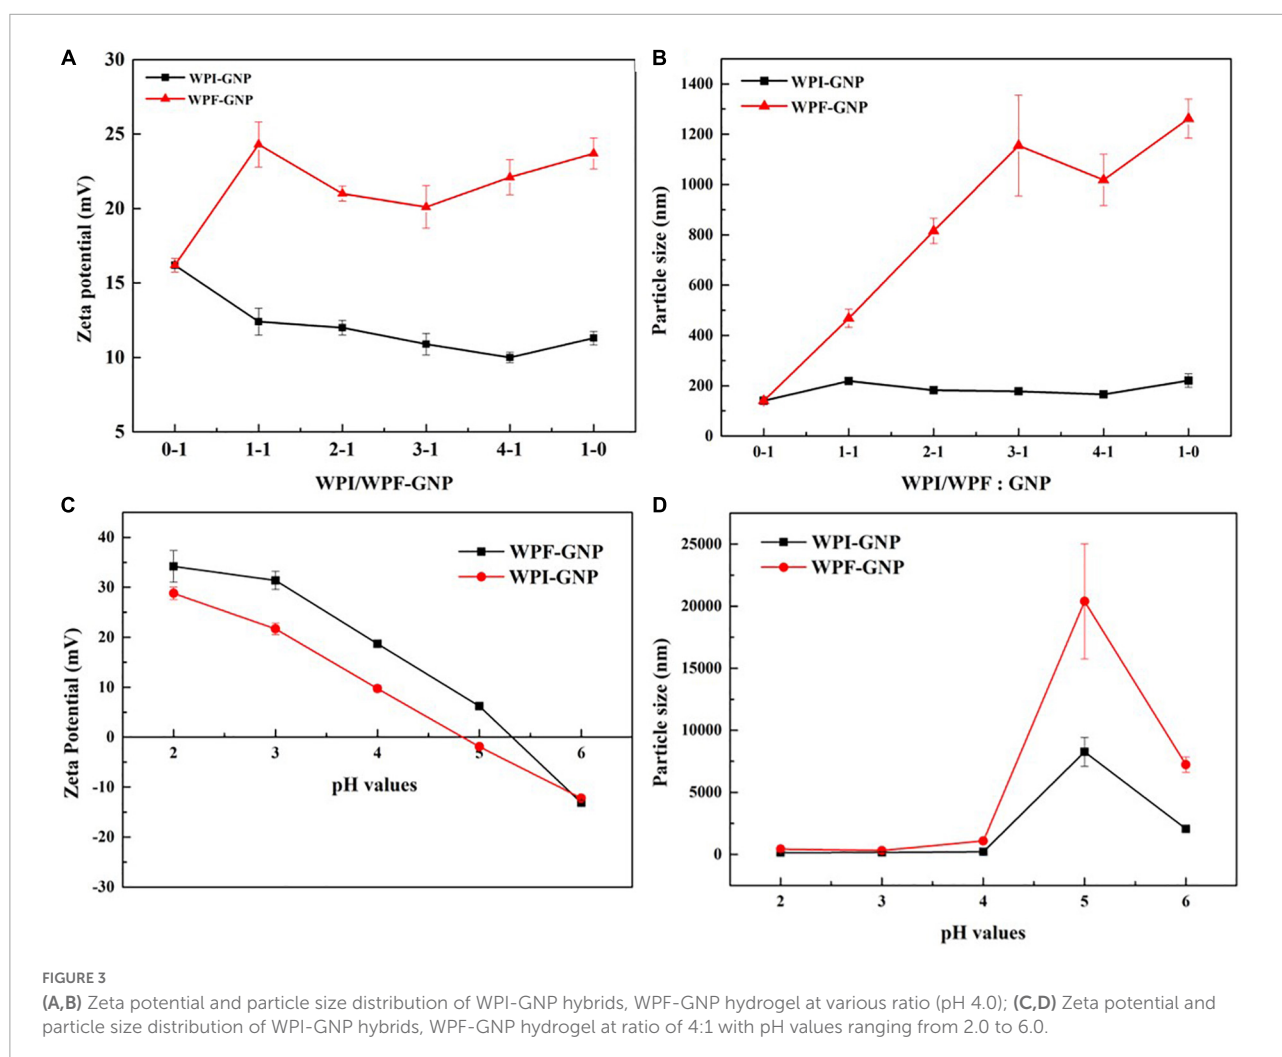 A
30
25
20
15
10
5
Zeta potential (mV)
WPI-GNP
WPF-GNP
0-1 1-1 2-1 3-1 4-1 1-0
WPI/WPF-GNP
B
1400
1200
1000
800
600
400
200
0
Particle size (nm)
WPI-GNP
WPF-GNP
0-1 1-1 2-1 3-1 4-1 1-0
WPI/WPF : GNP
C
40
30
20
10
0
-10
-20
-30
Zeta Potential (mV)
WPF-GNP
WPI-GNP
2 3 4 5 6
pH values
D
25000
20000
15000
10000
5000
0
Particle size (nm)
WPI-GNP
WPF-GNP
2 3 4 5 6
pH values
FIGURE 3
(A,B) Zeta potential and particle size distribution of WPI-GNP hybrids, WPF-GNP hydrogel at various ratio (pH 4.0); (C,D) Zeta potential and
particle size distribution of WPI-GNP hybrids, WPF-GNP hydrogel at ratio of 4:1 with pH values ranging from 2.0 to 6.0.